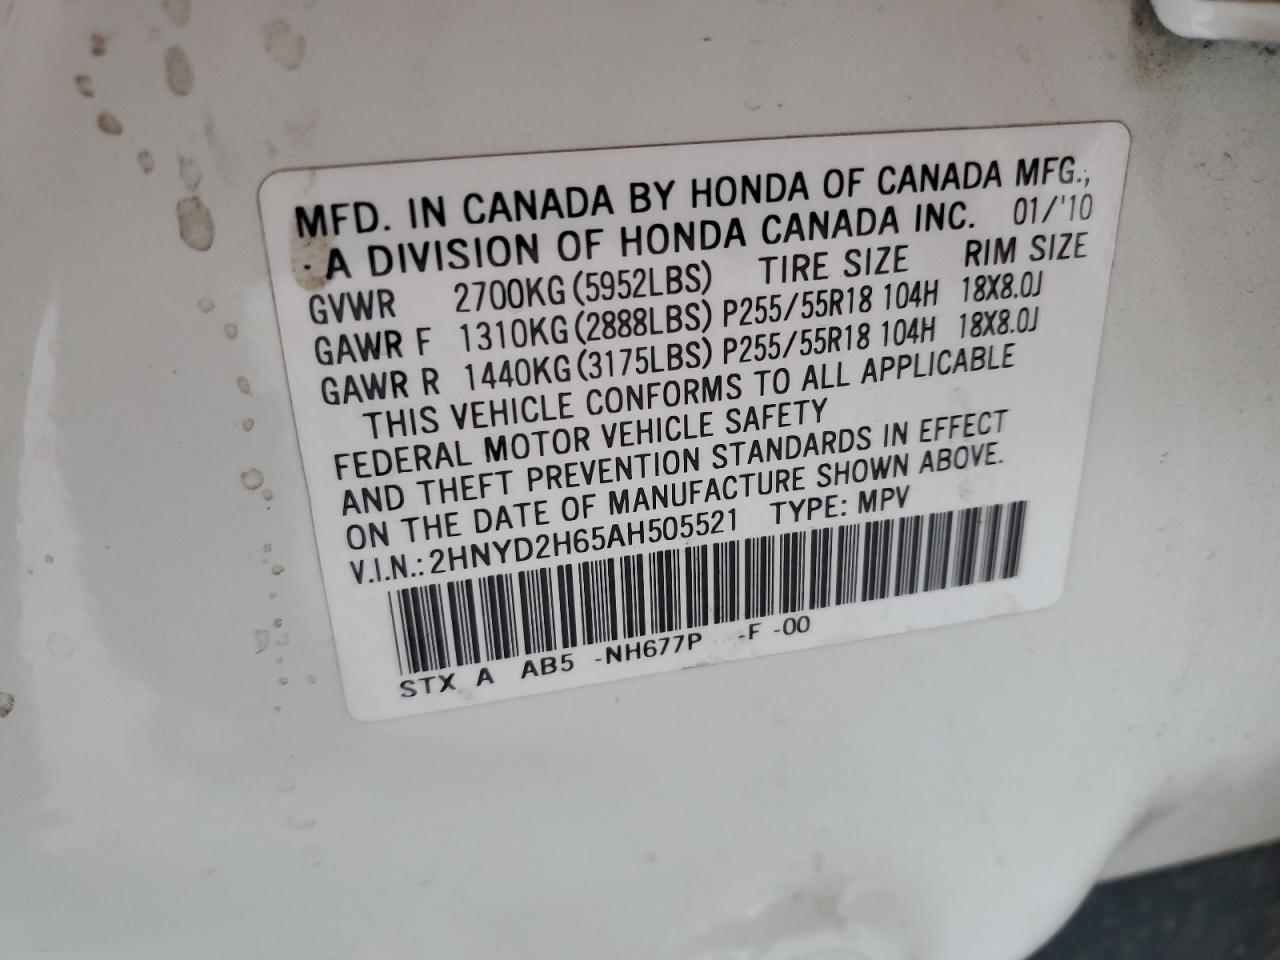 MFD. IN CANADA BY HONDA OF CANADA MFG.,
A DIVISION OF HONDA CANADA INC. 01/'10
GVWR 2700KG (5952LBS) TIRE SIZE RIM SIZE
GAWR F 1310KG (2888LBS) P255/55R18 104H 18X8.0J
GAWR R 1440KG (3175LBS) P255/55R18 104H 18X8.0J
THIS VEHICLE CONFORMS TO ALL APPLICABLE
FEDERAL MOTOR VEHICLE SAFETY
AND THEFT PREVENTION STANDARDS IN EFFECT
ON THE DATE OF MANUFACTURE SHOWN ABOVE.
V.I.N.: 2HNYD2H65AH505521 TYPE: MPV
STX A AB5 -NH677P -F -00